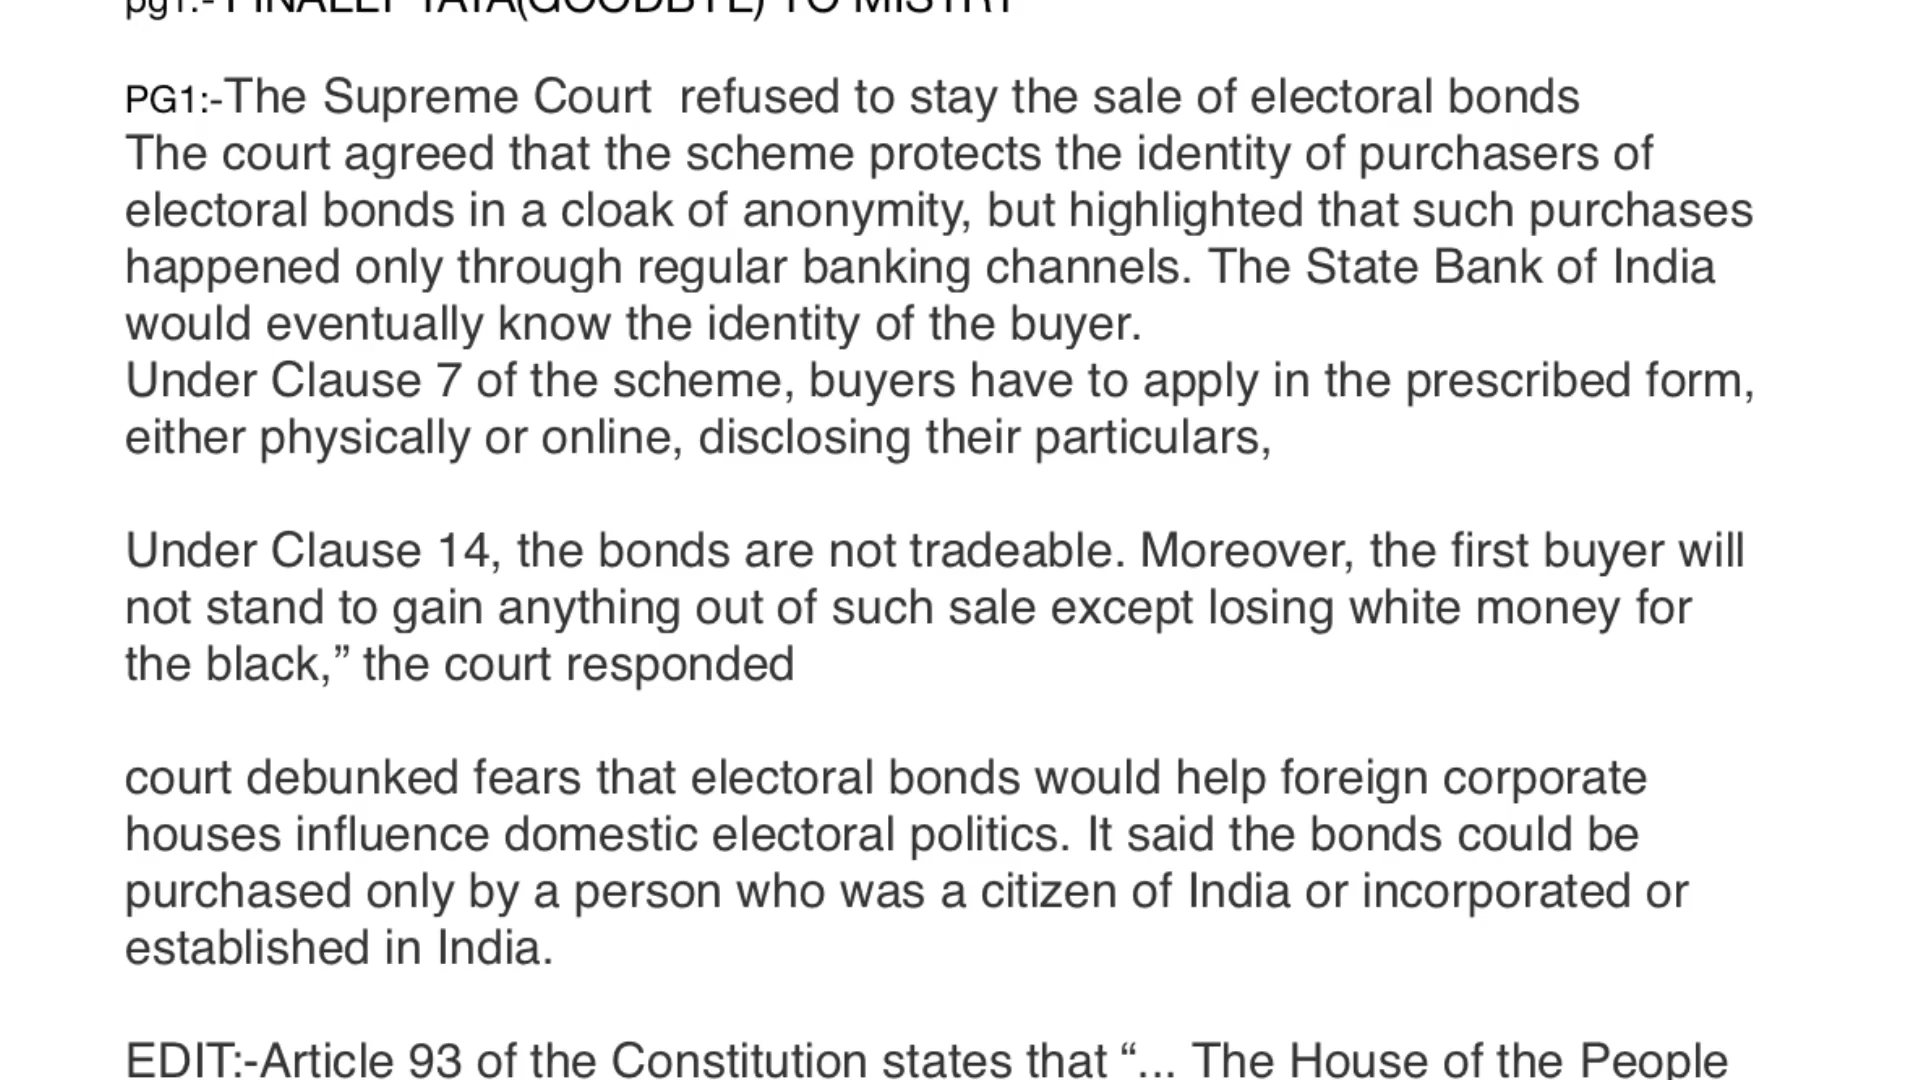 pg1:- FINALLY TATA(GOODBYE) TO MISTRY
PG1:-The Supreme Court  refused to stay the sale of electoral bonds
The court agreed that the scheme protects the identity of purchasers of
electoral bonds in a cloak of anonymity, but highlighted that such purchases
happened only through regular banking channels. The State Bank of India
would eventually know the identity of the buyer.
Under Clause 7 of the scheme, buyers have to apply in the prescribed form,
either physically or online, disclosing their particulars,
Under Clause 14, the bonds are not tradeable. Moreover, the first buyer will
not stand to gain anything out of such sale except losing white money for
the black,” the court responded
court debunked fears that electoral bonds would help foreign corporate
houses influence domestic electoral politics. It said the bonds could be
purchased only by a person who was a citizen of India or incorporated or
established in India.
EDIT:-Article 93 of the Constitution states that “... The House of the People